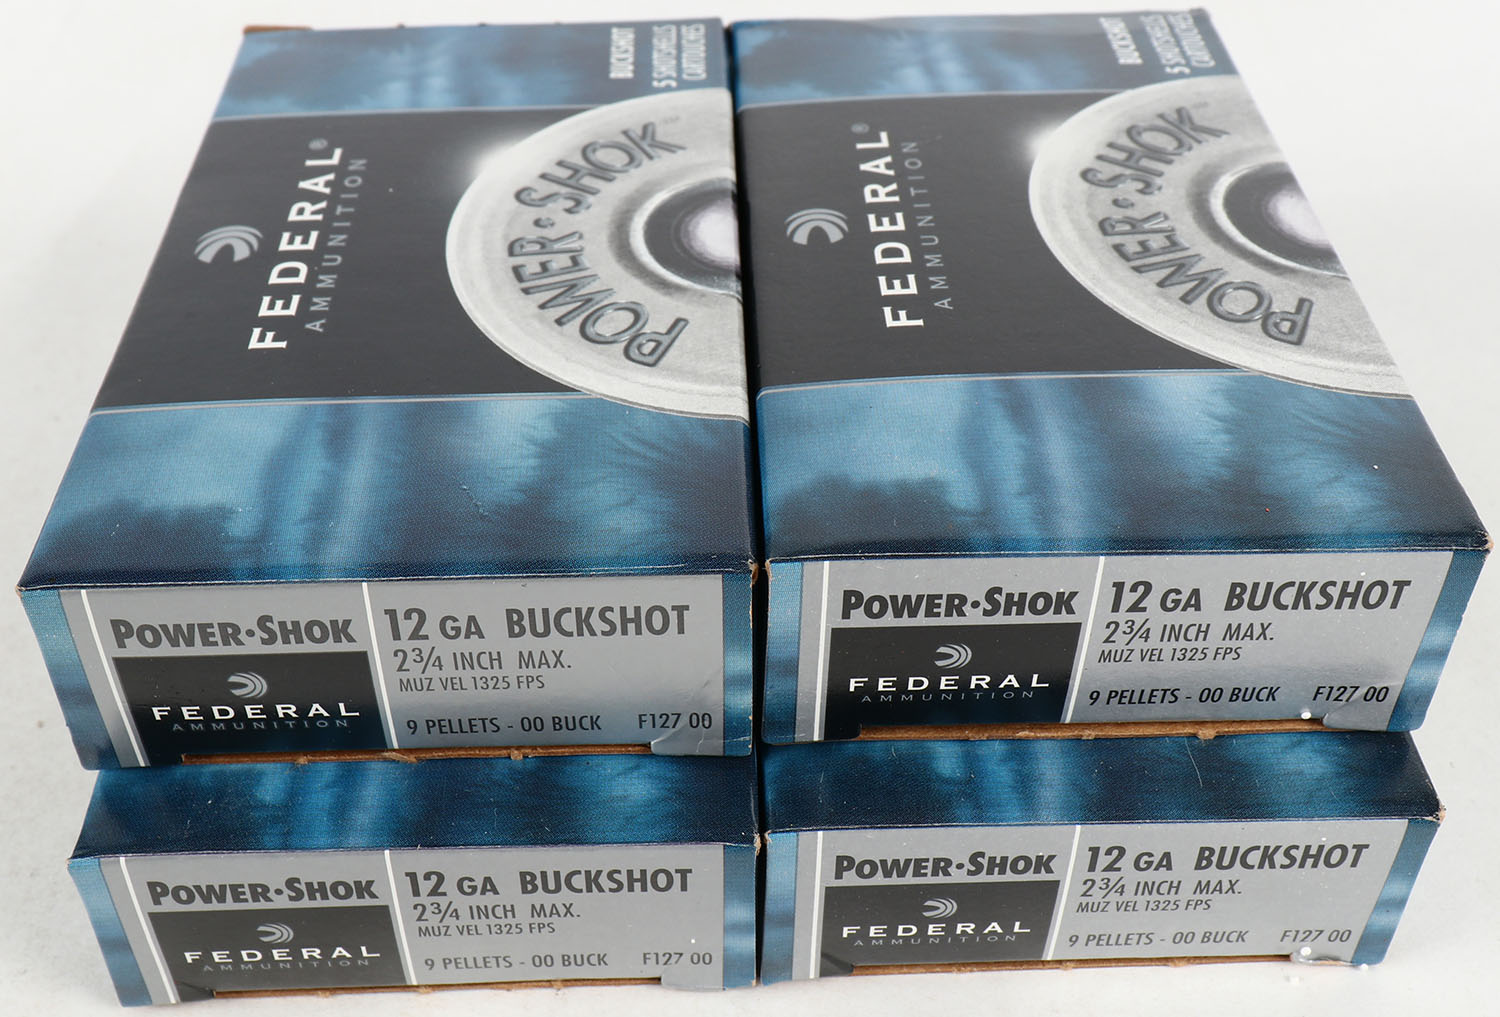 BUCKSHOT
5 SHOTSHELLS
CARTOUCHES
FEDERAL®
AMMUNITION
POWER·SHOK℠
BUCKSHOT
5 SHOTSHELLS
CARTOUCHES
FEDERAL®
AMMUNITION
POWER·SHOK℠
POWER·SHOK
FEDERAL
AMMUNITION
12 GA BUCKSHOT
2¾ INCH MAX.
MUZ VEL 1325 FPS
9 PELLETS - 00 BUCK F127 00
POWER·SHOK
FEDERAL
AMMUNITION
12 GA BUCKSHOT
2¾ INCH MAX.
MUZ VEL 1325 FPS
9 PELLETS - 00 BUCK F127 00
POWER·SHOK
FEDERAL
AMMUNITION
12 GA BUCKSHOT
2¾ INCH MAX.
MUZ VEL 1325 FPS
9 PELLETS - 00 BUCK F127 00
POWER·SHOK
FEDERAL
AMMUNITION
12 GA BUCKSHOT
2¾ INCH MAX.
MUZ VEL 1325 FPS
9 PELLETS - 00 BUCK F127 00